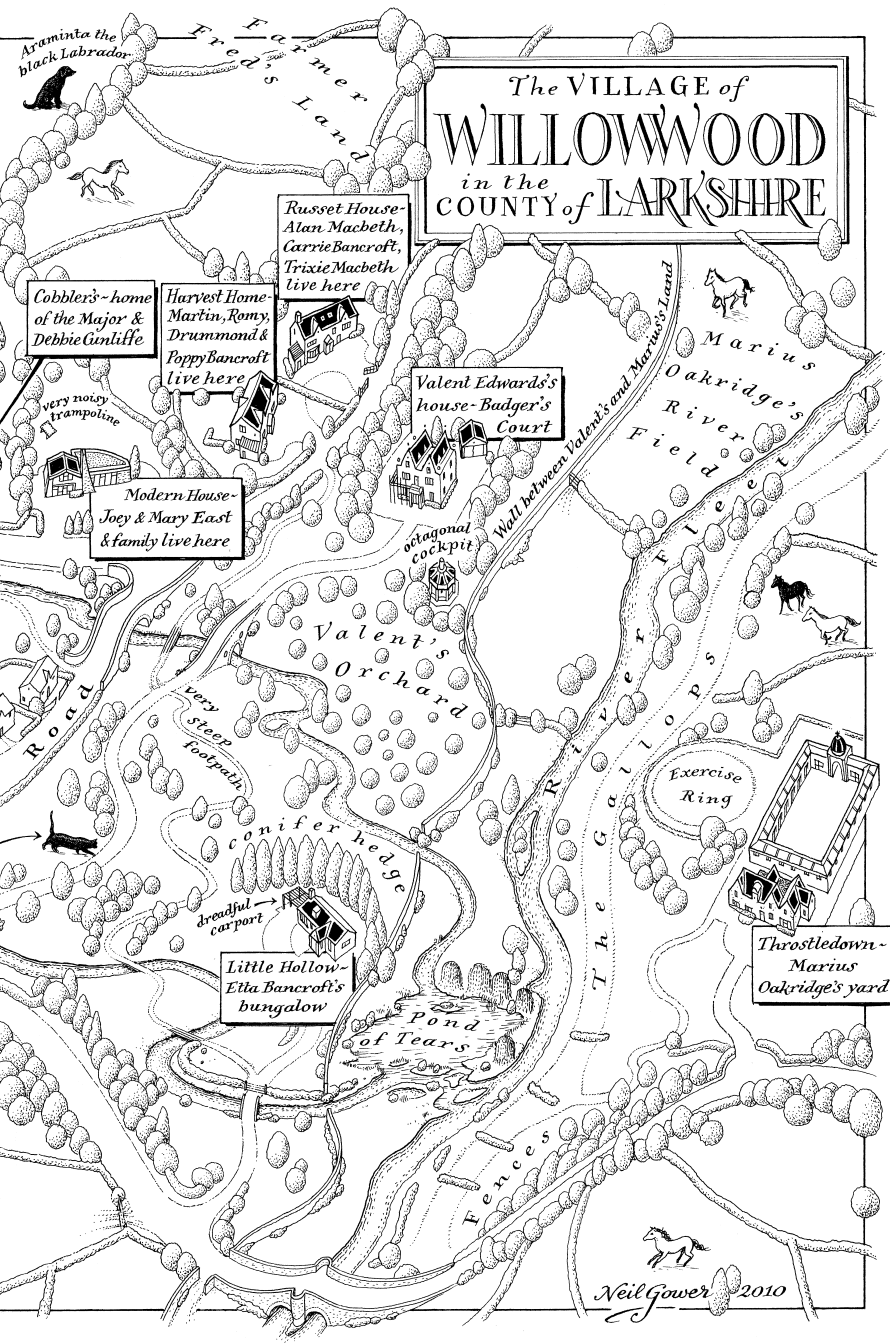 The VILLAGE of
WILLOWWOOD
in the
COUNTY of LARKSHIRE
Araminta the
black Labrador
Farmer
Fred's
Land
Russet House~
Alan Macbeth,
Carrie Bancroft,
Trixie Macbeth
live here
Cobbler's~home
of the Major &
Debbie Cunliffe
Harvest Home~
Martin, Romy,
Drummond &
Poppy Bancroft
live here
very noisy
trampoline
Modern House~
Joey & Mary East
& family live here
Valent Edwards's
house~Badger's
Court
Wall between Valent's and Marius's Land
Marius
Oakridge's
River
Field
octagonal
cockpit
Valent's
Orchard
River Fleet
Road
very
steep
footpath
The Gallops
Exercise
Ring
conifer hedge
dreadful
carport
Little Hollow~
Etta Bancroft's
bungalow
Throstledown~
Marius
Oakridge's yard
Pond
of Tears
Fences
Neil Gower 2010